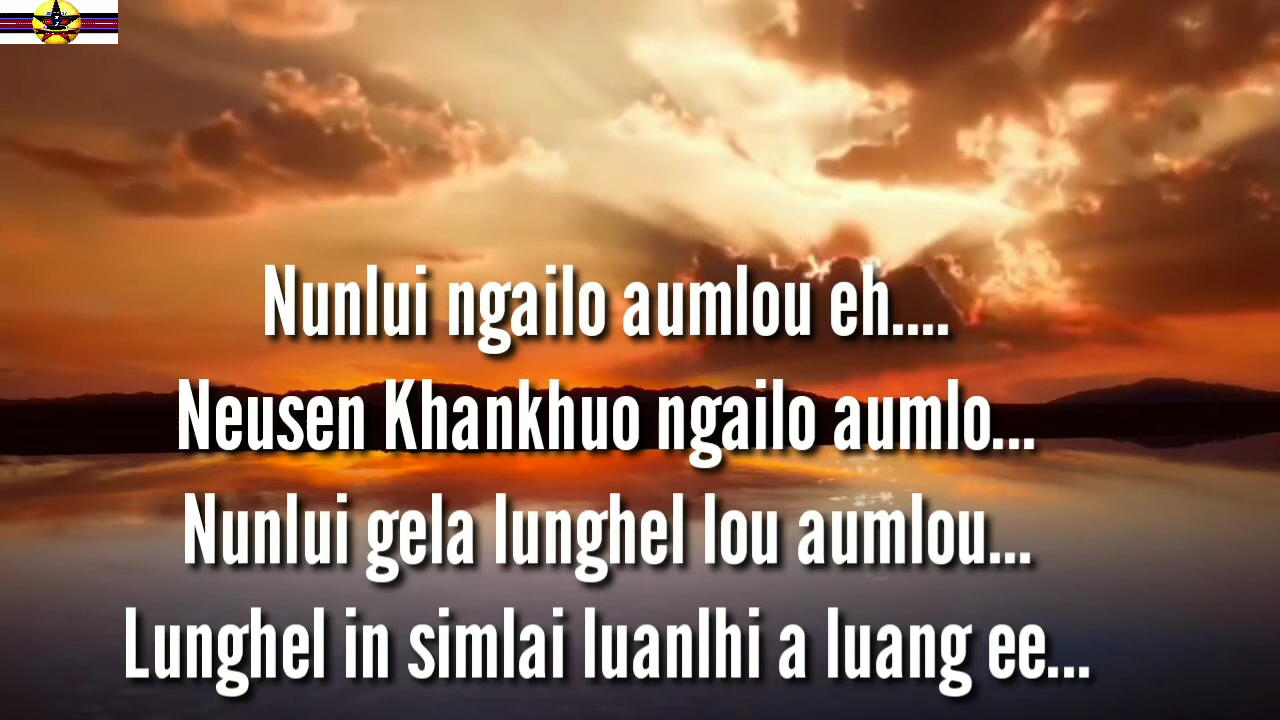 Nunlui ngailo aumlou eh....
Neusen Khankhuo ngailo aumlo...
Nunlui gela lunghel lou aumlou...
Lunghel in simlai luanlhi a luang ee...